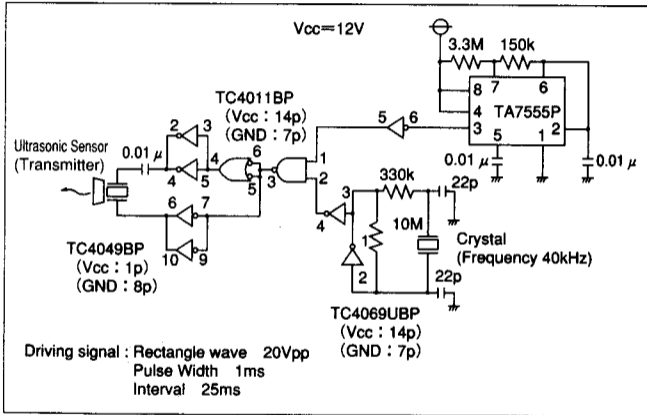 Vcc=12V
3.3M
150k
7
6
8
4
TA7555P
3
5
1
2
TC4011BP
(Vcc : 14p)
(GND : 7p)
5
6
0.01 μ
0.01 μ
Ultrasonic Sensor
(Transmitter)
0.01 μ
2
3
4
5
4
6
5
3
1
2
330k
22p
3
4
10M
1
2
Crystal
(Frequency 40kHz)
22p
6
7
10
9
TC4049BP
(Vcc : 1p)
(GND : 8p)
TC4069UBP
(Vcc : 14p)
(GND : 7p)
Driving signal : Rectangle wave 20Vpp
Pulse Width 1ms
Interval 25ms